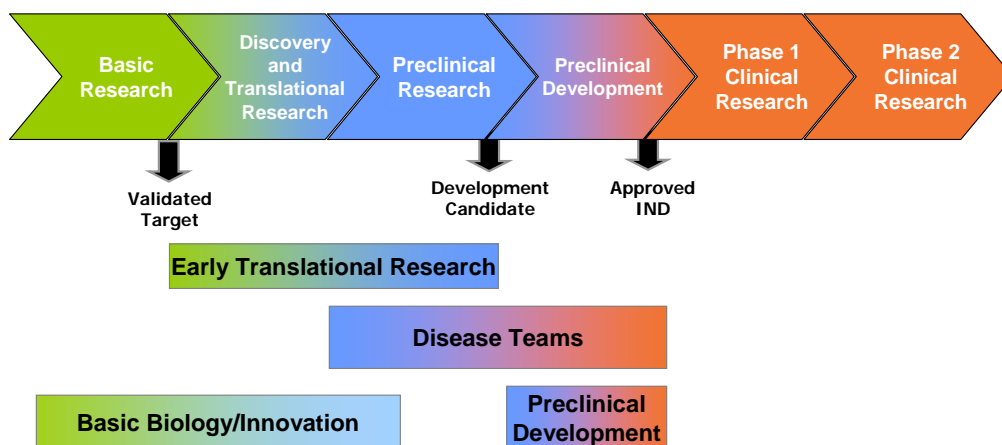 Basic
Research
Discovery
and
Translational
Research
Preclinical
Research
Preclinical
Development
Phase 1
Clinical
Research
Phase 2
Clinical
Research
Validated
Target
Development
Candidate
Approved
IND
Early Translational Research
Disease Teams
Basic Biology/Innovation
Preclinical
Development